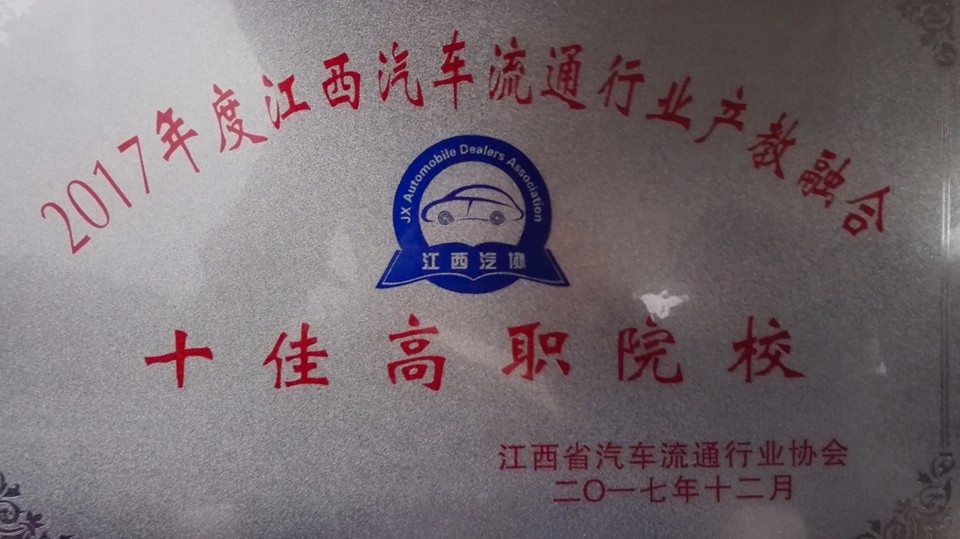 2017年度江西汽车流通行业产教融合
JX Automobile Dealers Association
江西汽协
十佳高职院校
江西省汽车流通行业协会
二〇一七年十二月